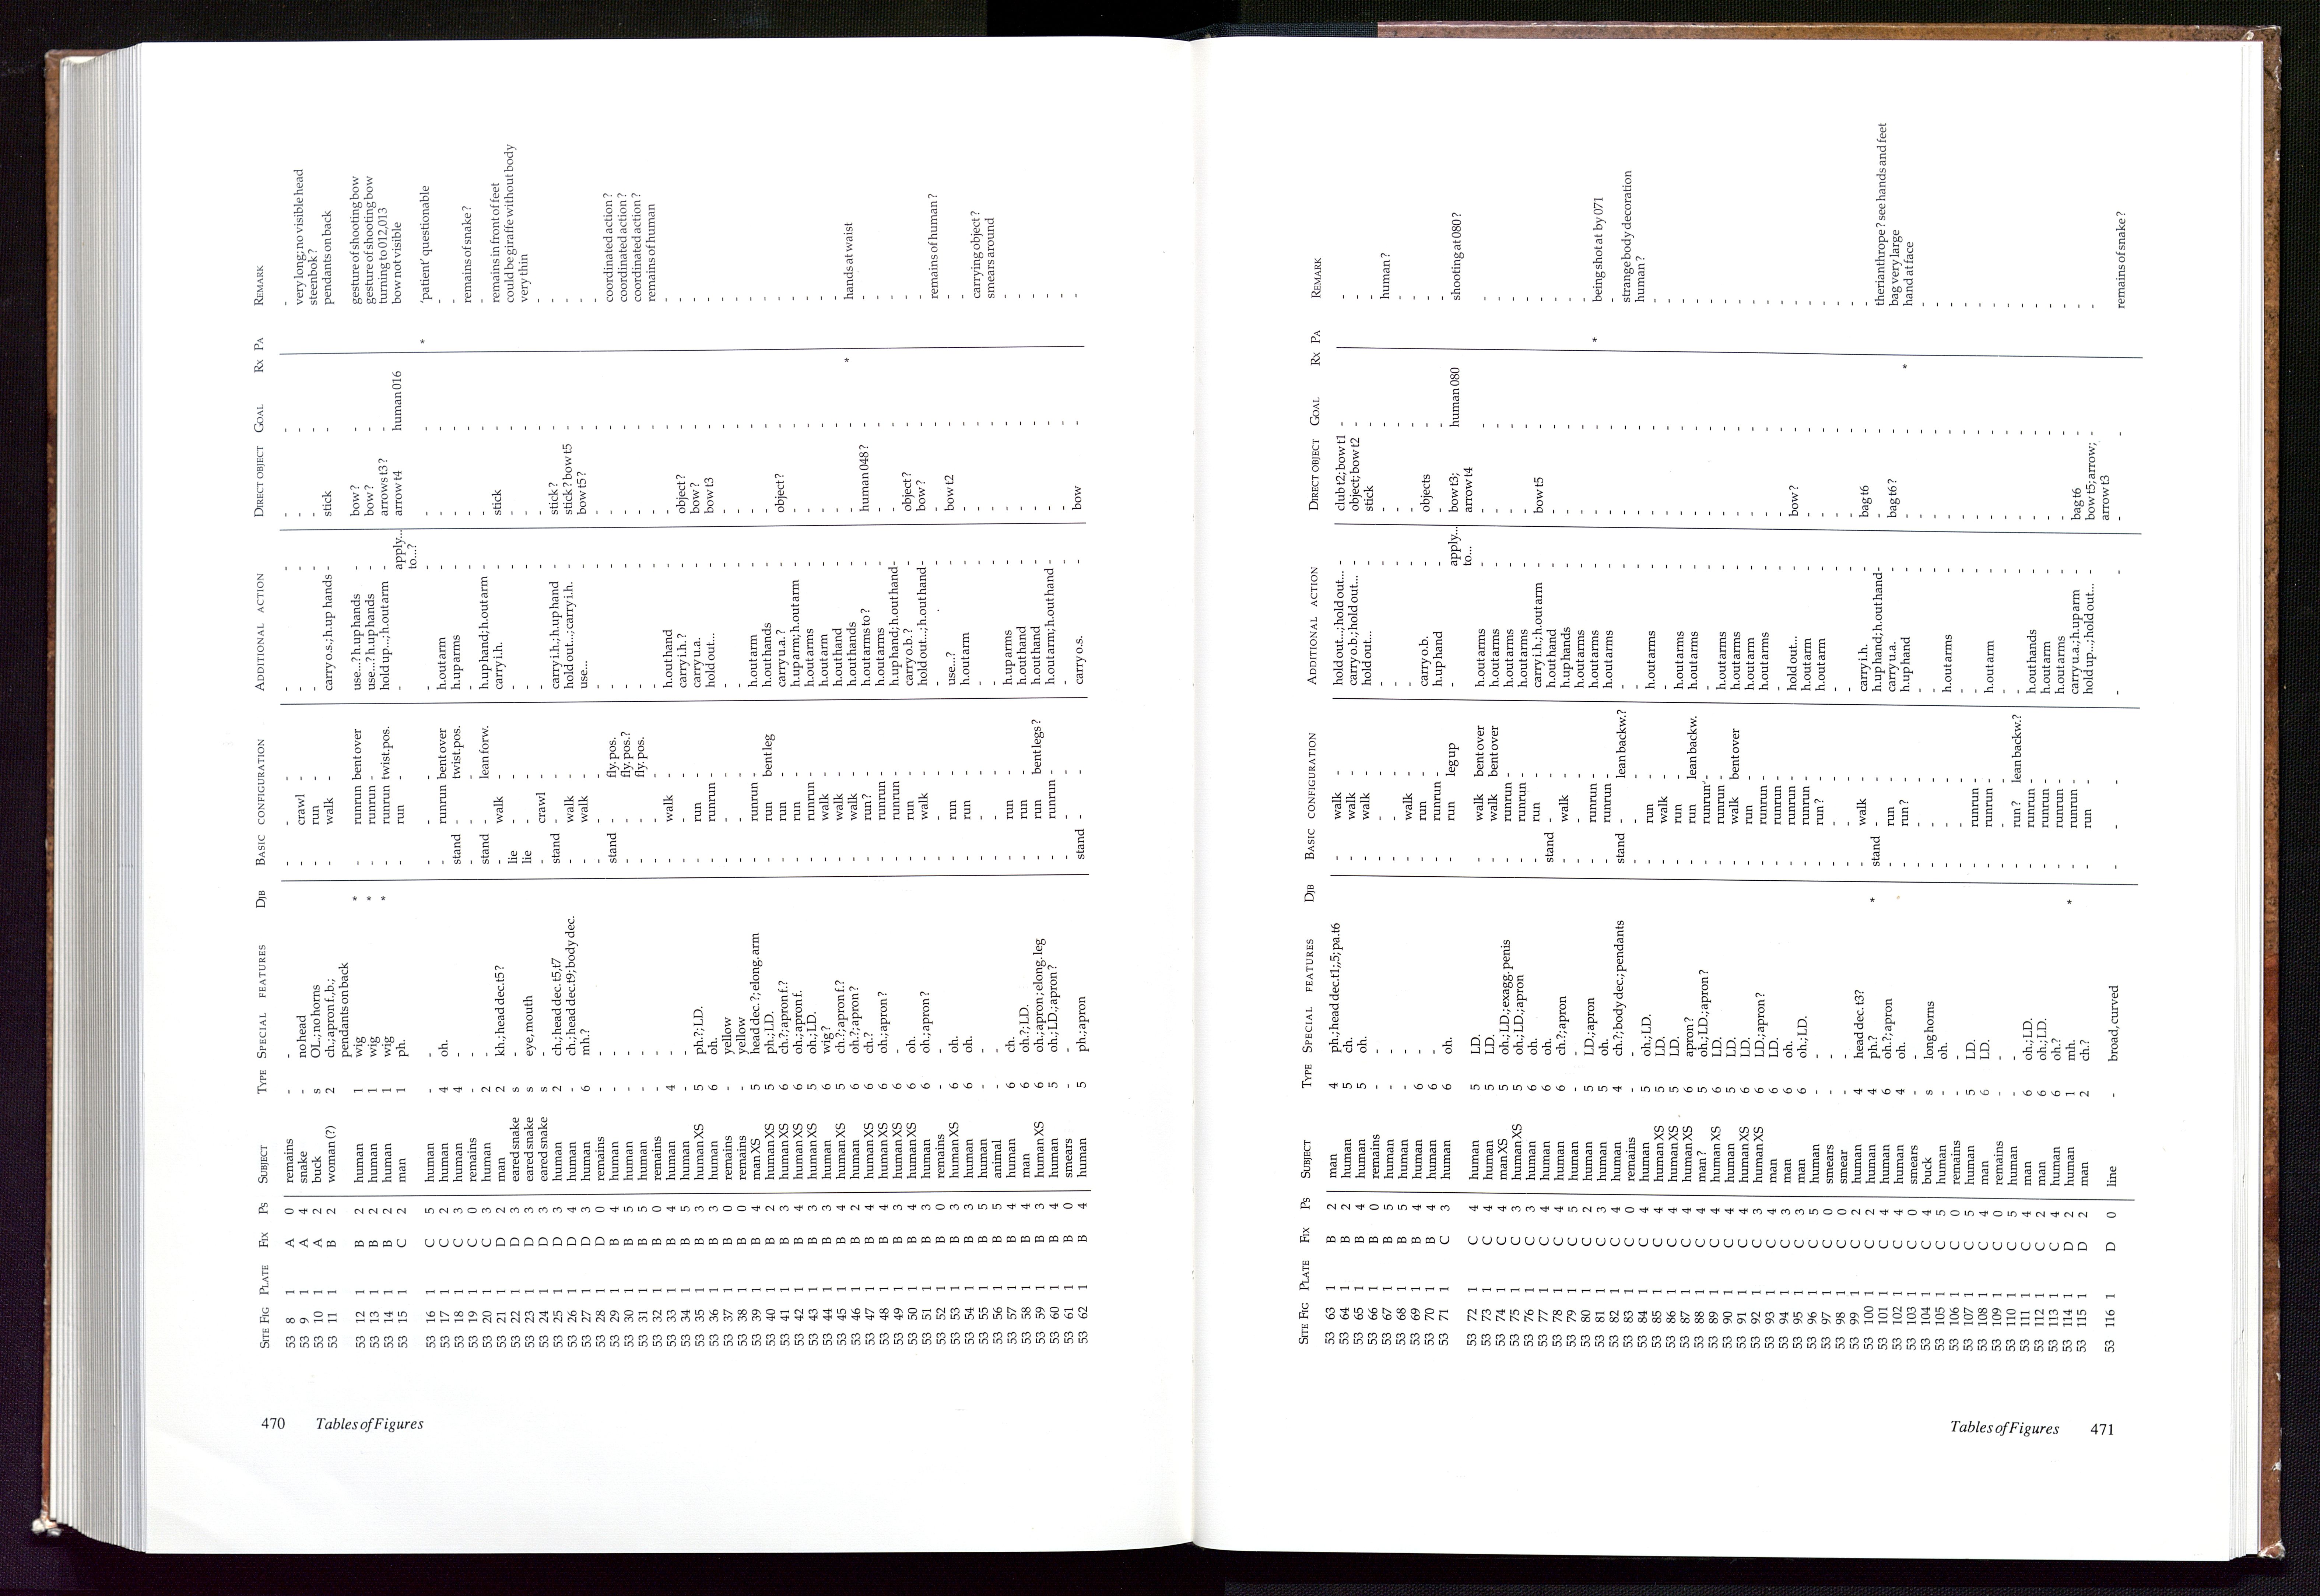 470 Tables of Figures
SITE FIG PLATE FIX PS SUBJECT TYPE SPECIAL FEATURES DJB BASIC CONFIGURATION ADDITIONAL ACTION DIRECT OBJECT GOAL RX PA REMARK
53 8 1 A 0 remains - - - - - - - - - -
53 9 1 A 4 snake - no head - crawl - - - - - very long; no visible head
53 10 1 A 2 buck s OL.; no horns - run - - - - - steenbok?
53 11 1 B 2 woman (?) 2 ch.; apron f.,b.; - walk - carry o.s.; h.up hands - stick - pendants on back
pendants on back
53 12 1 B 2 human 1 wig * - runrun bent over use...? h.up hands - bow? - gesture of shooting bow
53 13 1 B 2 human 1 wig * - runrun - use...? h.up hands - bow? - gesture of shooting bow
53 14 1 B 2 human 1 wig * - runrun twist.pos. hold up...; h.out arm - arrows t3? - turning to 012,013
53 15 1 C 2 man 1 ph. - run - - apply... arrow t4 human 016 bow not visible
to...?
53 16 1 C 5 human - - - - - - - - - * 'patient' questionable
53 17 1 C 2 man 4 oh. - runrun bent over h.out arm - - - -
53 18 1 C 3 human 4 - stand - twist.pos. h.up arms - - - -
53 19 1 C 0 remains - - - - - - - - - remains of snake?
53 20 1 C 3 human 2 - stand - lean forw. h.up hand; h.out arm - - - -
53 21 1 D 2 man 2 kh.; head dec.t5? - walk - carry i.h. - stick - remains in front of feet
53 22 1 D 3 eared snake s - lie - - - - - - could be giraffe without body
53 23 1 D 3 eared snake s eye, mouth lie - - - - - - very thin
53 24 1 D 3 eared snake s - - crawl - - - - - -
53 25 1 D 3 human 2 ch.; head dec. t5,t7 stand - - carry i.h.; h.up hand - stick? - -
53 26 1 D 4 human - ch.; head dec.t9; body dec. - walk - hold out...; carry i.h. - stick? bow t5 - -
53 27 1 D 3 human 6 mh.? - walk - use... - bow t5? - -
53 28 1 D 0 remains - - - - - - - - - -
53 29 1 B 4 human - - stand - fly. pos. - - - - coordinated action?
53 30 1 B 5 human - - - - fly. pos.? - - - - coordinated action?
53 31 1 B 5 human - - - - fly. pos. - - - - coordinated action?
53 32 1 B 0 remains - - - - - - - - - remains of human
53 33 1 B 4 human 4 - - walk - h.out hand - - - -
53 34 1 B 5 human - - - - - carry i.h.? - object? - -
53 35 1 B 3 human XS 5 ph.?; LD. - run - carry u.a. - bow? - -
53 36 1 B 3 human 6 oh. - runrun - hold out... - bow t3 - -
53 37 1 B 0 remains - yellow - - - - - - - -
53 38 1 B 0 remains - yellow - - - - - - - -
53 39 1 B 4 man XS 5 head dec.?; elong. arm - runrun - h.out arm - - - -
53 40 1 B 2 human XS 5 ph.; LD. - run bent leg h.out hands - - - -
53 41 1 B 3 human XS 6 ch.?; apron f.? - run - carry u.a.? - object? - -
53 42 1 B 4 human XS 6 oh.; apron f. - run - h.up arm; h.out arm - - - -
53 43 1 B 3 human XS 5 oh.; LD. - runrun - h.out arms - - - -
53 44 1 B 3 human 6 wig? - walk - h.out arm - - - -
53 45 1 B 4 human XS 5 ch.?; apron f.? - walk - h.out arms - - - -
53 46 1 B 2 human 6 oh.?; apron? - walk - h.out hands - - - * hands at waist
53 47 1 B 4 human XS 6 ch.? - run? - h.out arms to? - human 048? - -
53 48 1 B 4 human XS 6 oh.; apron? - runrun - h.out arms - - - -
53 49 1 B 3 human XS 6 - - runrun - h.up hand; h.out hand - - - -
53 50 1 B 4 human XS 6 oh. - run - carry o.b.? - object? - -
53 51 1 B 3 human 6 oh.; apron? - walk - hold out...; h.out hand - bow? - -
53 52 1 B 0 remains - - - - - - - - - remains of human?
53 53 1 B 3 human XS 6 oh. - run - use...? - bow t2 - -
53 54 1 B 3 human 6 oh. - run - h.out arm - - - -
53 55 1 B 5 human - - - - - - - - - carrying object?
53 56 1 B 5 animal - - - - - - - - - smears around
53 57 1 B 4 human 6 ch. - run - h.up arms - - - -
53 58 1 B 4 man 6 oh.?; LD. - run - h.out hand - - - -
53 59 1 B 3 human XS 6 oh.; apron; elong. leg - run bent legs? h.out hand - - - -
53 60 1 B 4 human 5 oh.; LD.; apron? - runrun - h.out arm; h.out hand - - - -
53 61 1 B 0 smears - - - - - - - - - -
53 62 1 B 4 human 5 ph.; apron stand - - carry o.s. - bow - -
SITE FIG PLATE FIX PS SUBJECT TYPE SPECIAL FEATURES DJB BASIC CONFIGURATION ADDITIONAL ACTION DIRECT OBJECT GOAL RX PA REMARK
53 63 1 B 2 man 4 ph.; head dec.t1;,5; pa.t6 - walk - hold out...; hold out... - club t2; bow t1 - -
53 64 1 B 2 human 5 ch. - walk - carry o.b.; hold out... - object; bow t2 - -
53 65 1 B 4 human 5 oh. - walk - hold out... - stick - -
53 66 1 B 0 remains - - - - - - - - - -
53 67 1 B 5 human - - - - - - - - - human?
53 68 1 B 5 human - - - walk - - - - - -
53 69 1 B 4 human 6 - - run - carry o.b. - objects - -
53 70 1 B 4 human 6 - - runrun - h.up hand - - - -
53 71 1 C 3 human 6 oh. - run leg up - apply... bow t3; human 080 shooting at 080?
to... arrow t4
53 72 1 C 4 human 5 LD. - walk bent over h.out arms - - - -
53 73 1 C 4 human 5 LD. - walk bent over h.out arms - - - -
53 74 1 C 4 man XS 5 oh.; LD.; exagg. penis - runrun - h.out arms - - - -
53 75 1 C 3 human XS 5 oh.; LD.; apron - runrun - h.out arms - - - -
53 76 1 C 3 human 6 oh. - run - carry i.h.; h.out arm - bow t5 - -
53 77 1 C 4 human 6 oh. stand - - h.out hand - - - -
53 78 1 C 4 human 6 ch.?; apron - walk - h.up hands - - - -
53 79 1 C 5 human - - - - - h.out arms - - - -
53 80 1 C 2 human 5 LD.; apron - runrun - h.out arms - - - * being shot at by 071
53 81 1 C 3 human 5 oh. - runrun - h.out arms - - - -
53 82 1 C 4 human 4 ch.?; body dec.; pendants stand - lean backw.? - - - - strange body decoration
53 83 1 C 0 remains - - - - - - - - - human?
53 84 1 C 4 human 5 oh.; LD. - run - h.out arms - - - -
53 85 1 C 4 human XS 5 LD. - walk - - - - - -
53 86 1 C 4 human XS 5 LD. - run - h.out arms - - - -
53 87 1 C 4 human XS 6 apron? - run lean backw. h.out arms - - - -
53 88 1 C 4 man? 5 oh.; LD.; apron? - runrun - - - - - -
53 89 1 C 4 human XS 6 LD. - runrun - h.out arms - - - -
53 90 1 C 4 human 5 LD. - walk bent over h.out arms - - - -
53 91 1 C 4 human XS 6 LD. - run - h.out arm - - - -
53 92 1 C 3 human XS 6 LD.; apron? - runrun - h.out arms - - - -
53 93 1 C 4 man 6 LD. - runrun - - - - - -
53 94 1 C 3 man 6 oh. - runrun - hold out... - bow? - -
53 95 1 C 3 man 6 oh.; LD. - runrun - h.out arm - - - -
53 96 1 C 5 human - - - run? - h.out arm - - - -
53 97 1 C 0 smears - - - - - - - - - -
53 98 1 C 0 smear - - - - - - - - - -
53 99 1 C 2 human 4 head dec. t3? - walk - carry i.h. - bag t6 - -
53 100 1 C 2 human 4 ph.? * stand - - h.up hand; h.out hand - - - therianthrope? see hands and feet
53 101 1 C 4 human 6 oh.?; apron - run - carry u.a. - bag t6? - bag very large
53 102 1 C 4 human 4 oh. - run? - h.up hand - - - * hand at face
53 103 1 C 0 smears - - - - - - - - - -
53 104 1 C 4 buck s long horns - - - - - - - -
53 105 1 C 5 human - oh. - - - h.out arms - - - -
53 106 1 C 0 remains - - - - - - - - - -
53 107 1 C 5 human 5 LD. - runrun - - - - - -
53 108 1 C 4 man 6 LD. - runrun - h.out arm - - - -
53 109 1 C 0 remains - - - - - - - - - -
53 110 1 C 5 human - - - run? lean backw.? - - - - -
53 111 1 C 4 man 6 oh.; LD. - runrun - h.out hands - - - -
53 112 1 C 2 man 6 oh.; LD. - runrun - h.out arm - - - -
53 113 1 C 4 human 6 oh.? - runrun - h.out arms - - - -
53 114 1 D 2 human 1 mh. * - runrun - carry u.a.; h.up arm - bag t6 - -
53 115 1 D 2 man 2 ch.? - run - hold up...; hold out... - bow t5; arrow; - -
arrow t3
53 116 1 D 0 line - broad, curved - - - - - - - remains of snake?
Tables of Figures 471